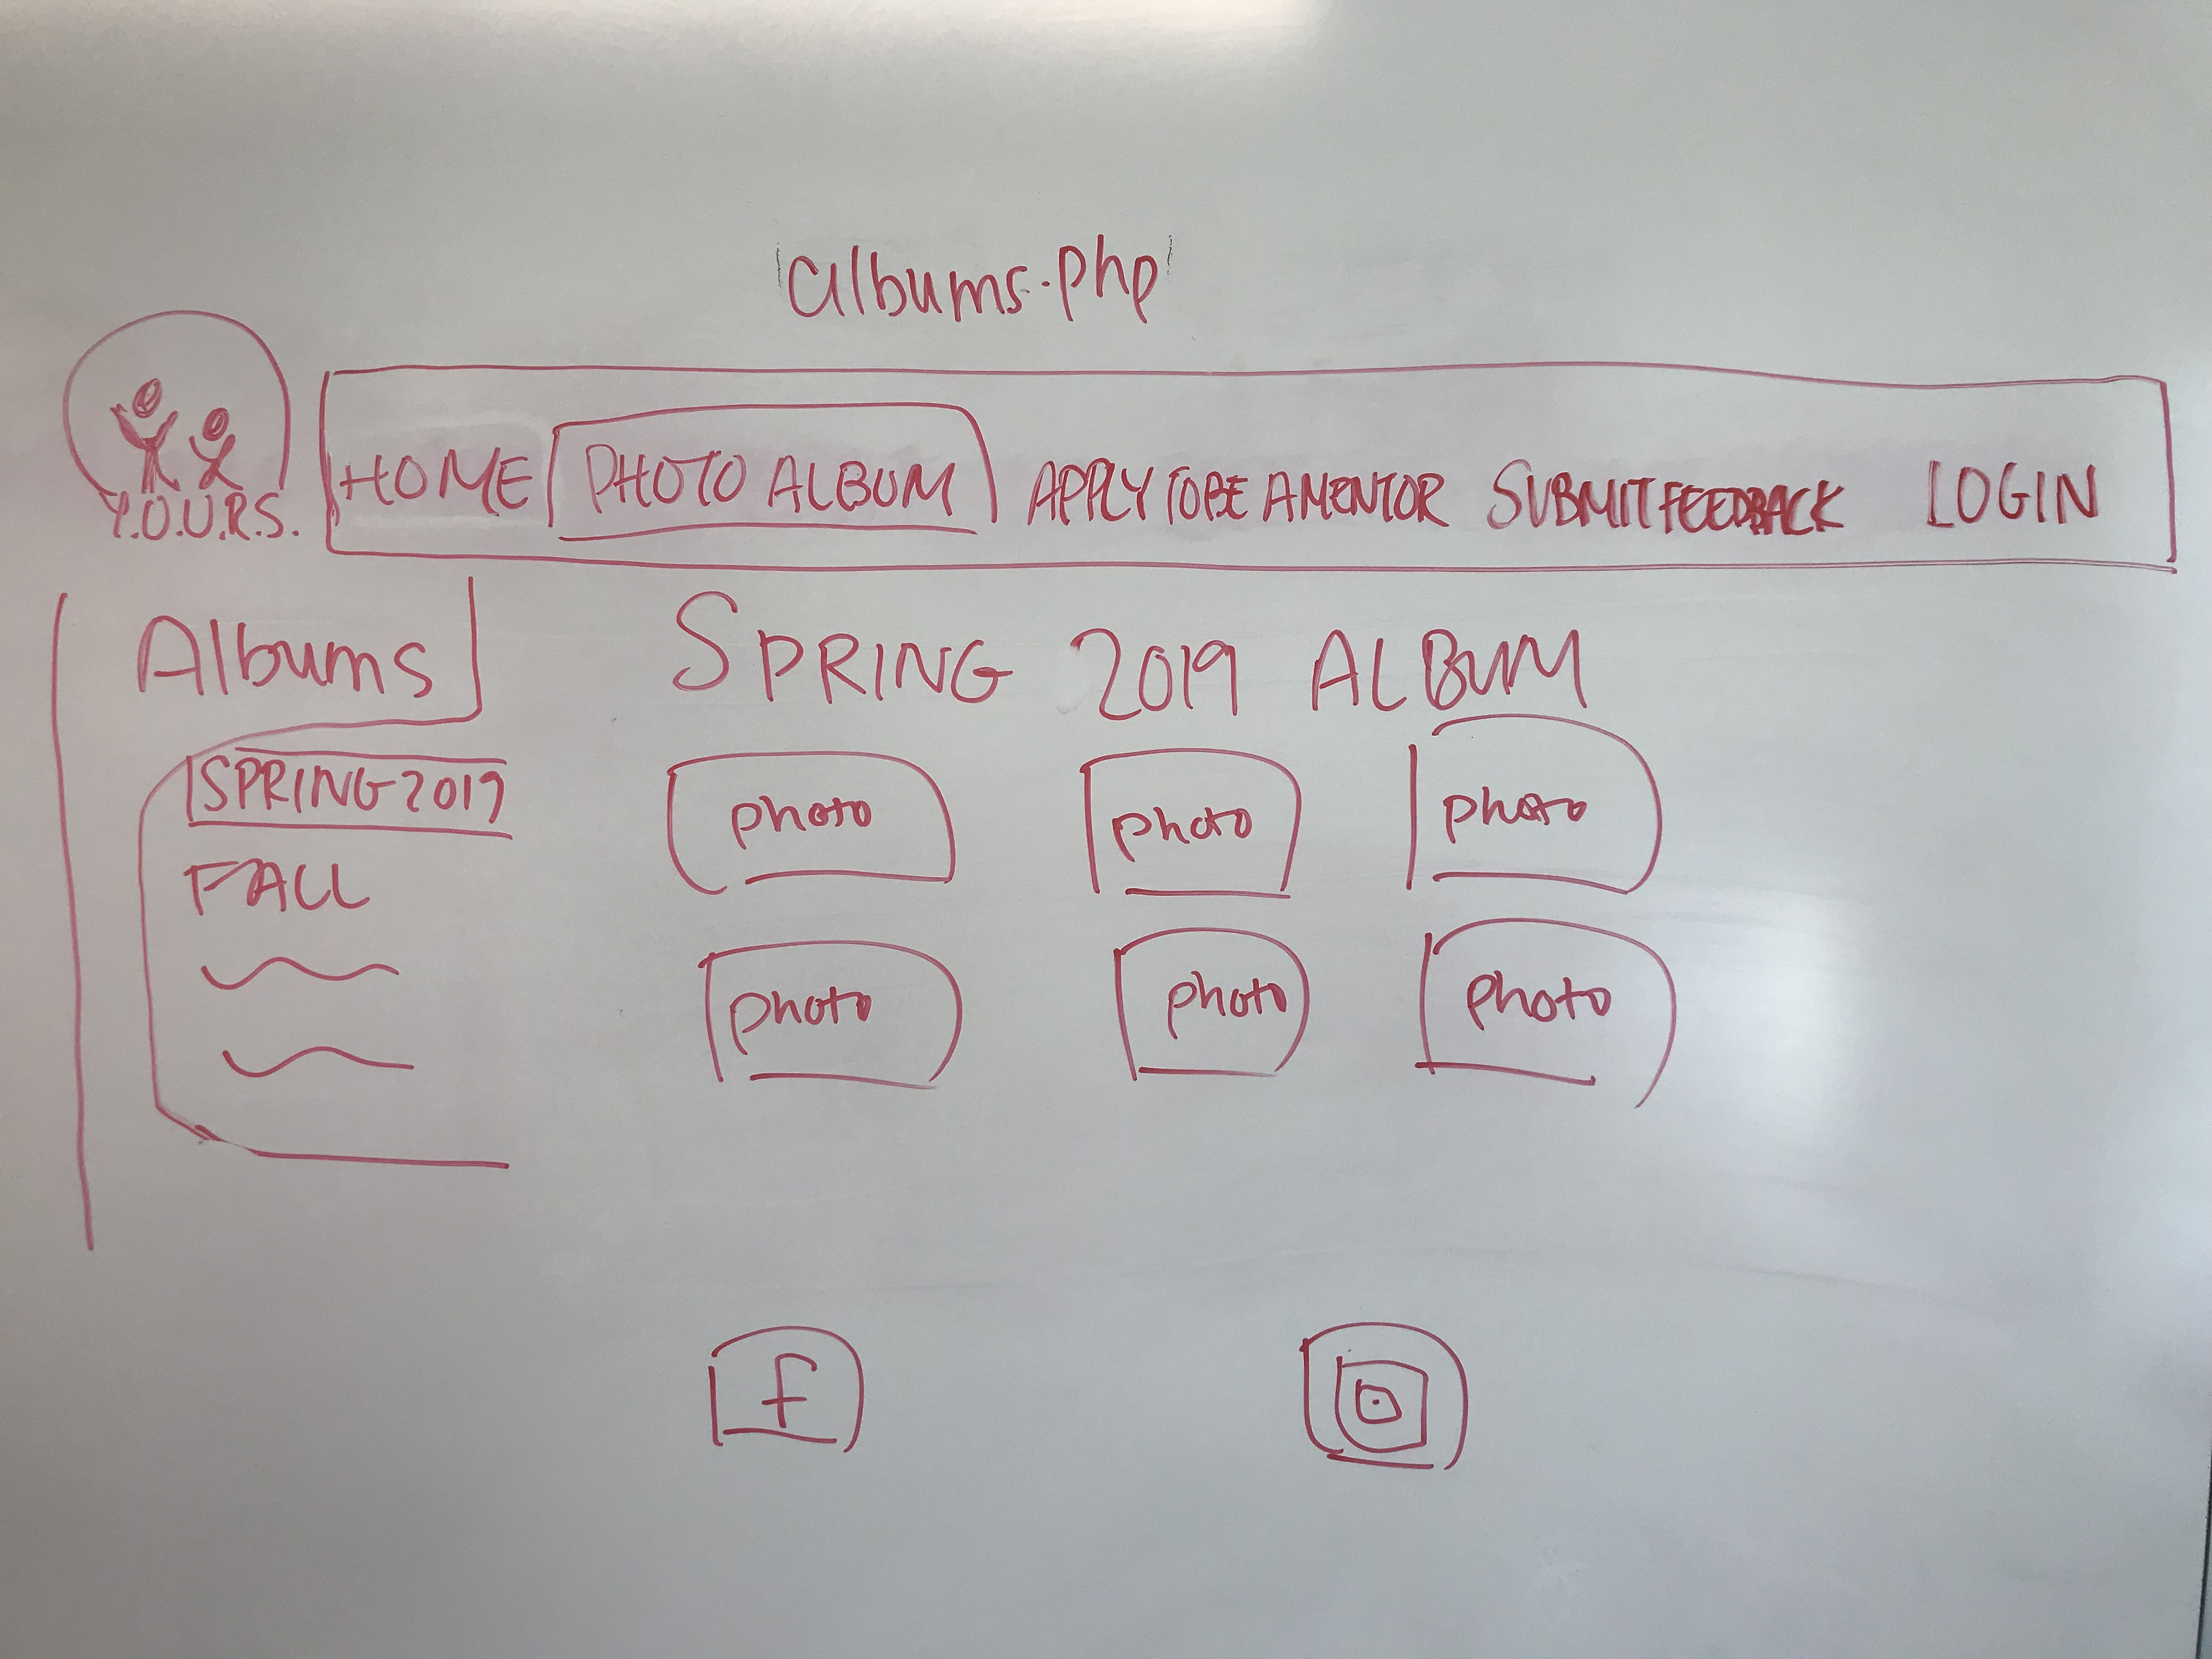 albums.php
Y.O.U.R.S.
HOME PHOTO ALBUM APPLY TO BE A MENTOR SUBMIT FEEDBACK LOGIN
Albums
SPRING 2019
FALL
SPRING 2019 ALBUM
photo photo photo
photo photo photo
f